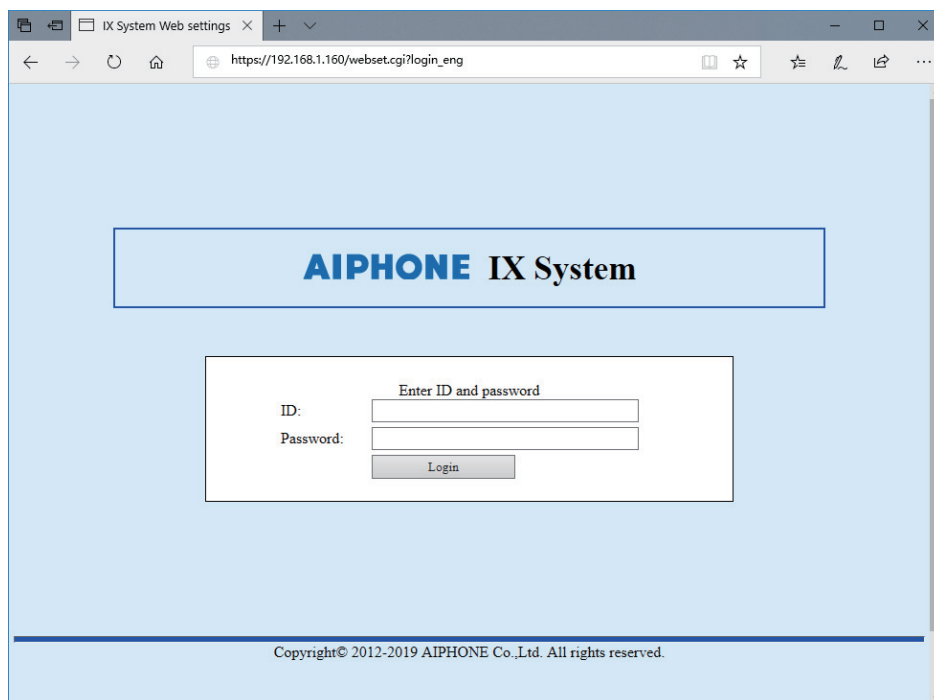 IX System Web settings
https://192.168.1.160/webset.cgi?login_eng
AIPHONE IX System
Enter ID and password
ID:
Password:
Login
Copyright© 2012-2019 AIPHONE Co.,Ltd. All rights reserved.